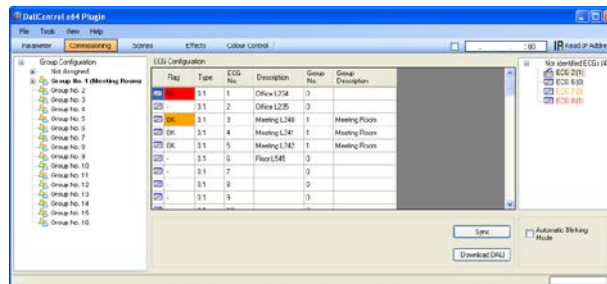 DaliControl e64 Plugin
File Tools View Help
Parameter Commissioning Scenes Effects Colour Control :80 Read IP Addre
Group Configuration
Not Assigned
Group No. 1 (Meeting Room)
Group No. 2
Group No. 3
Group No. 4
Group No. 5
Group No. 6
Group No. 7
Group No. 8
Group No. 9
Group No. 10
Group No. 11
Group No. 12
Group No. 13
Group No. 14
Group No. 15
Group No. 16
ECG Configuration
Flag Type ECG No. Description Group No. Group Description
3.1 1 Office L234 0
- 3.1 2 Office L235 0
OK 3.1 3 Meeting L240 1 Meeting Room
OK 3.1 4 Meeting L241 1 Meeting Room
OK 3.1 5 Meeting L242 1 Meeting Room
- 3.1 6 Floor L545 0
- 3.1 7 0
- 3.1 8 0
- 3.1 9 0
Not identified ECGs (4
ECG 2(1)
ECG 6(0)
ECG 7(0)
ECG 8(1)
Sync
Download DALI
Automatic Blinking
Mode